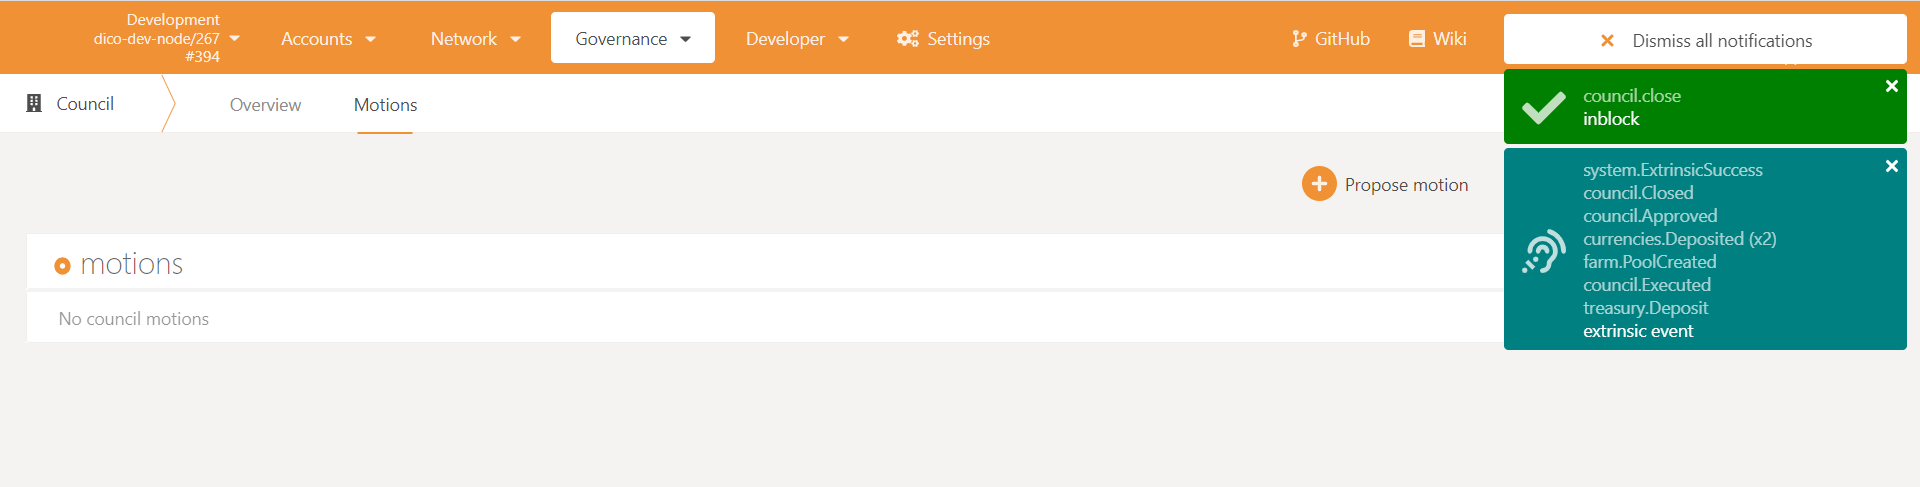 Development
dico-dev-node/267
#394
Accounts
Network
Governance
Developer
Settings
GitHub
Wiki
Dismiss all notifications
Council
Overview
Motions
council.close
inblock
Propose motion
system.ExtrinsicSuccess
council.Closed
council.Approved
currencies.Deposited (x2)
farm.PoolCreated
council.Executed
treasury.Deposit
extrinsic event
motions
No council motions